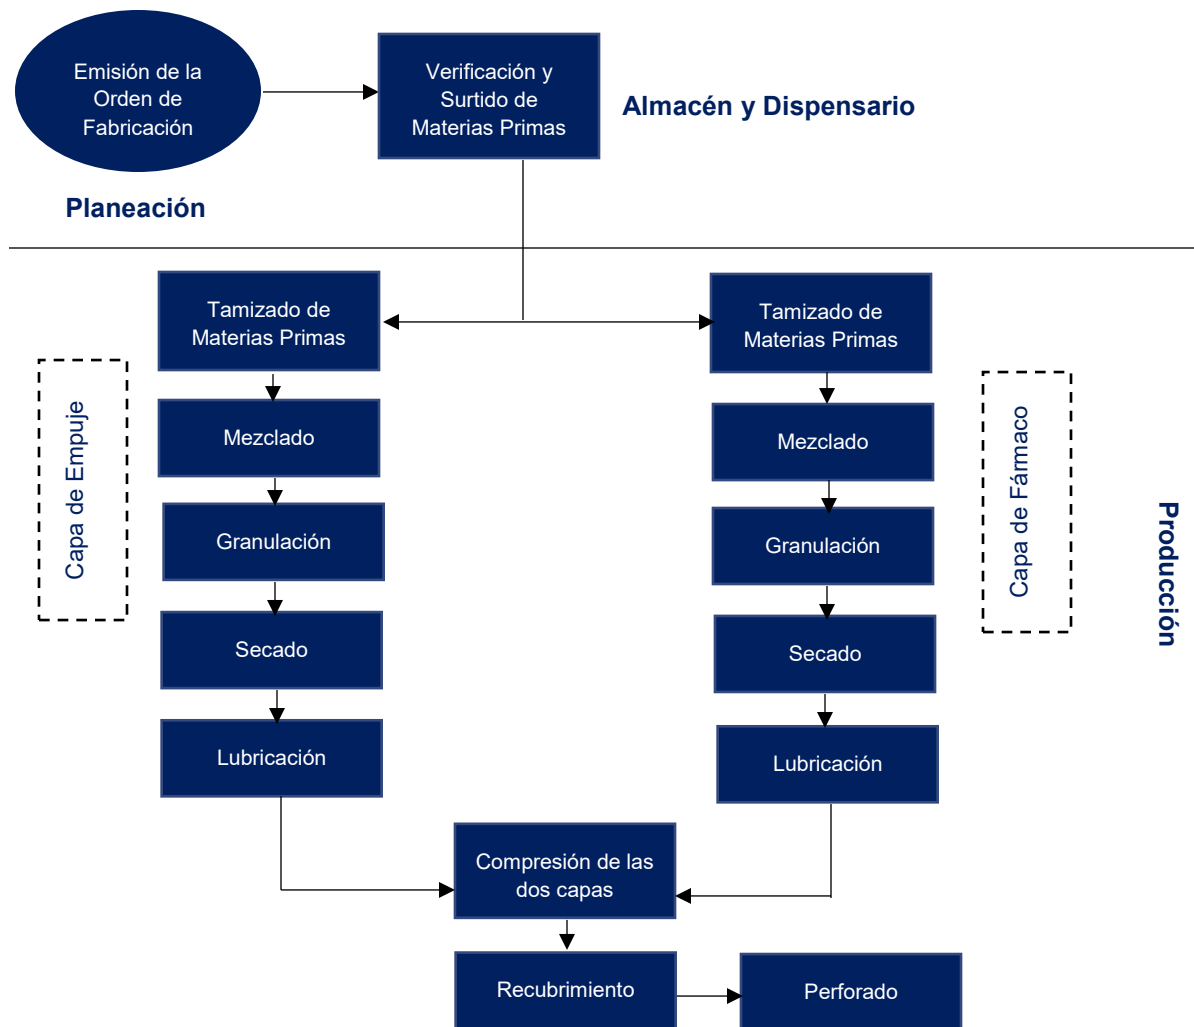 Emisión de la
Orden de
Fabricación
Verificación y
Surtido de
Materias Primas
Almacén y Dispensario
Planeación
Tamizado de
Materias Primas
Tamizado de
Materias Primas
Capa de Empuje
Mezclado
Mezclado
Capa de Fármaco
Granulación
Granulación
Producción
Secado
Secado
Lubricación
Lubricación
Compresión de las
dos capas
Recubrimiento
Perforado